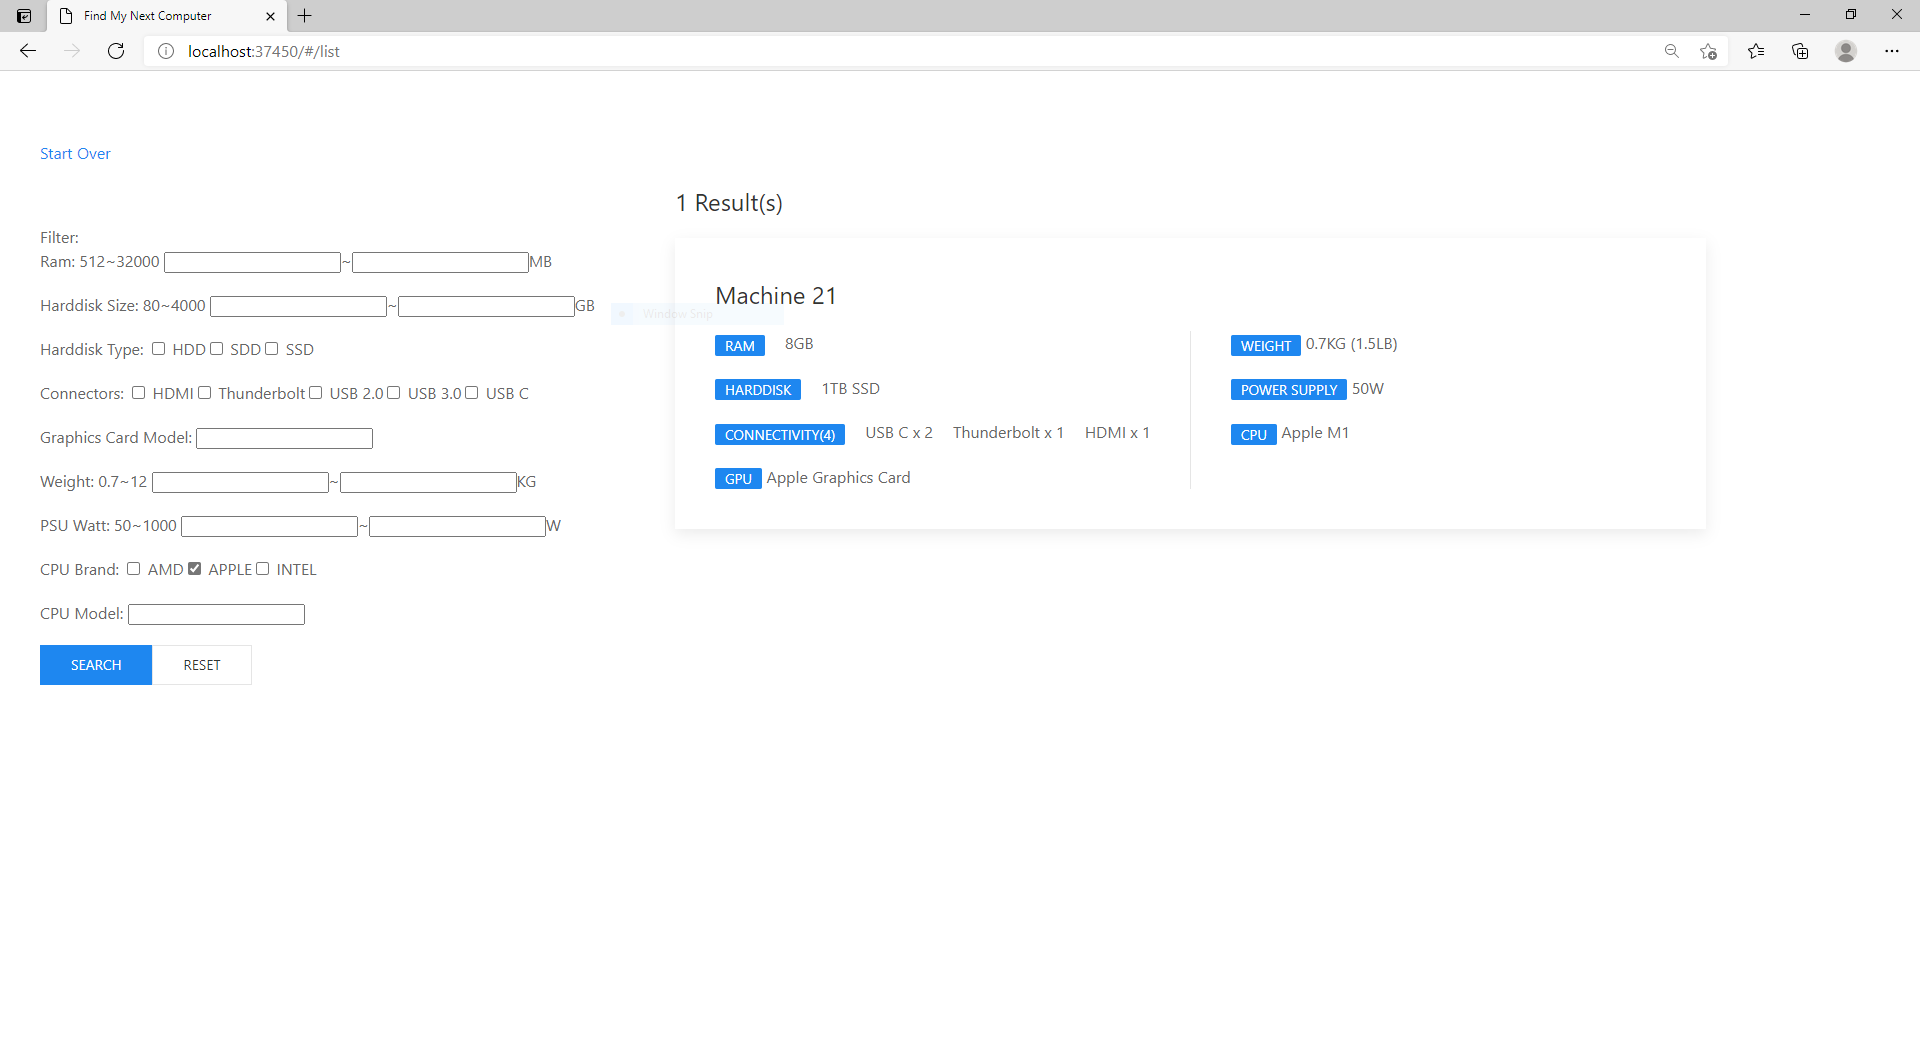 Find My Next Computer
localhost:37450/#/list
Start Over
Filter:
Ram: 512~32000 ~ MB
Harddisk Size: 80~4000 ~ GB
Harddisk Type: HDD SDD SSD
Connectors: HDMI Thunderbolt USB 2.0 USB 3.0 USB C
Graphics Card Model:
Weight: 0.7~12 ~ KG
PSU Watt: 50~1000 ~ W
CPU Brand: AMD APPLE INTEL
CPU Model:
SEARCH RESET
1 Result(s)
Window Snip
Machine 21
RAM 8GB
HARDDISK 1TB SSD
CONNECTIVITY(4) USB C x 2 Thunderbolt x 1 HDMI x 1
GPU Apple Graphics Card
WEIGHT 0.7KG (1.5LB)
POWER SUPPLY 50W
CPU Apple M1